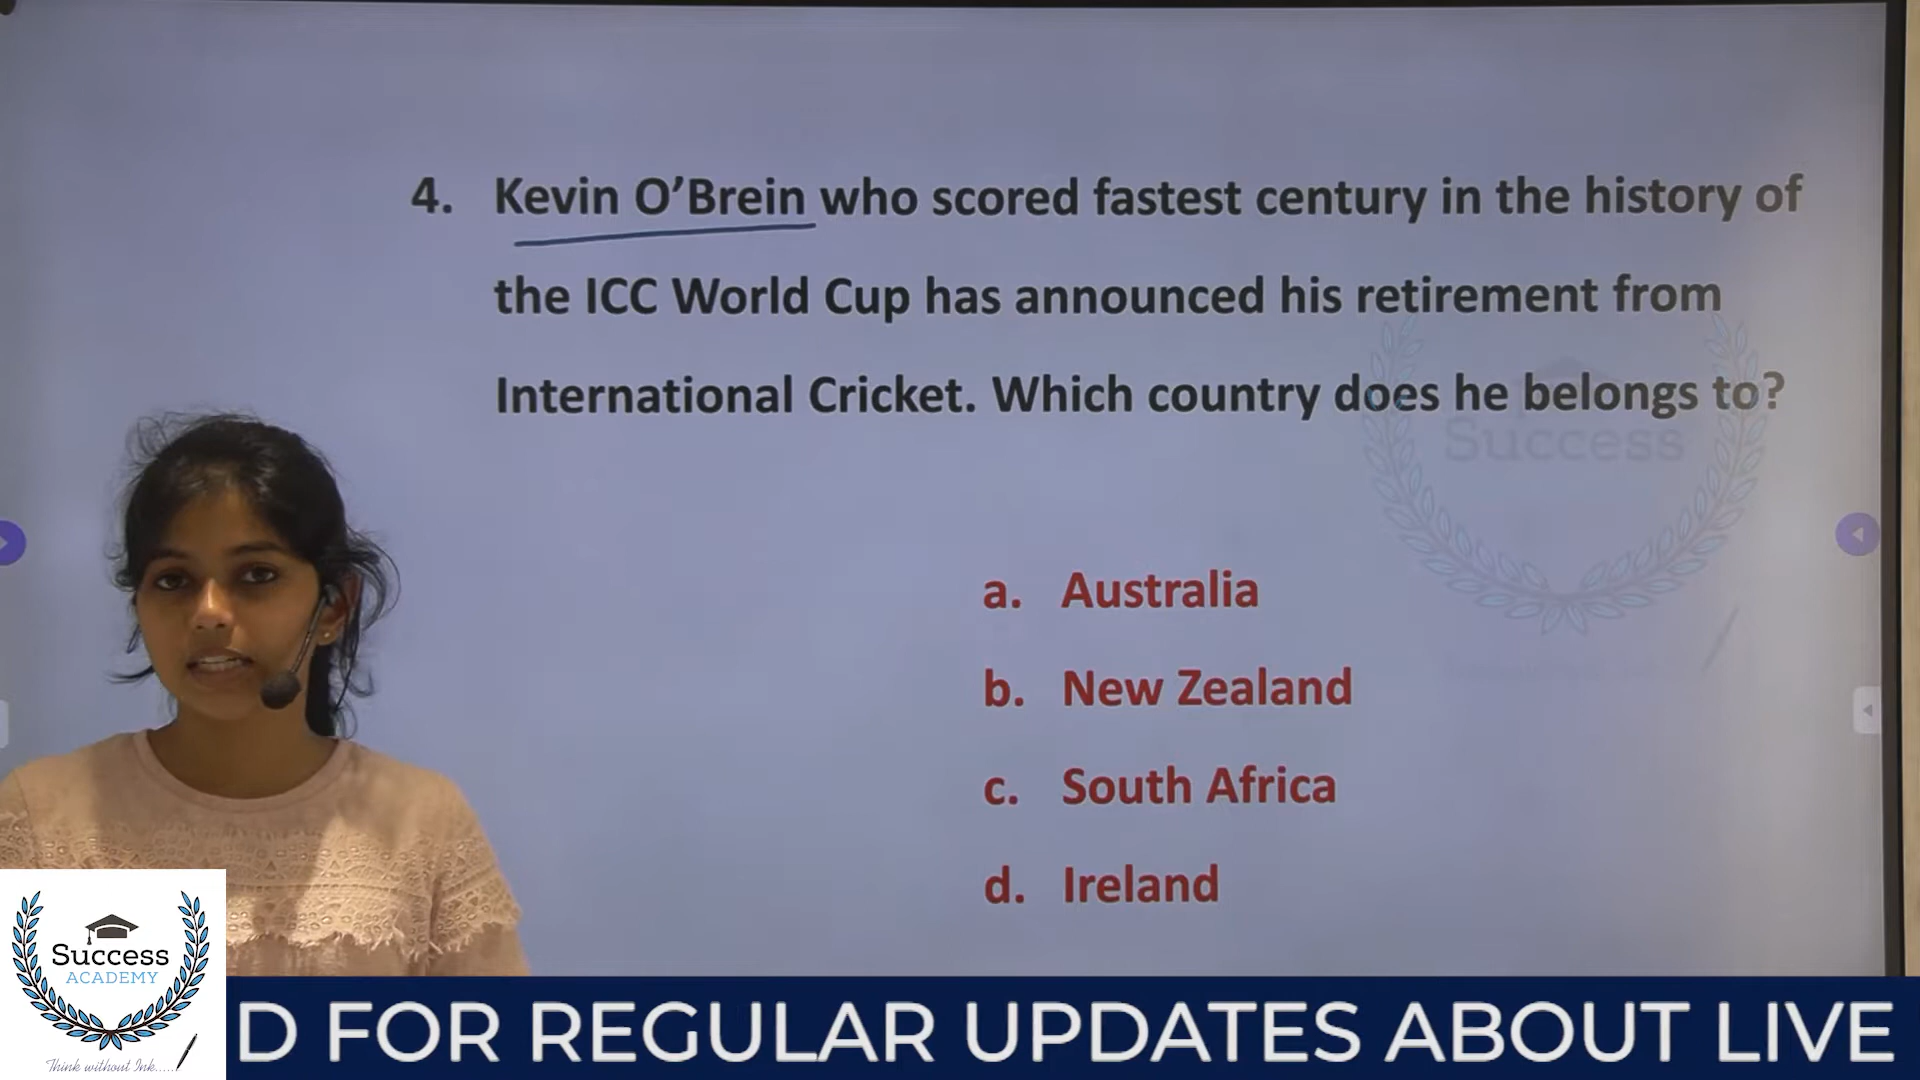 4. Kevin O’Brein who scored fastest century in the history of
the ICC World Cup has announced his retirement from
International Cricket. Which country does he belongs to?
Success
a. Australia
b. New Zealand
c. South Africa
d. Ireland
Success
ACADEMY
Think without Ink......
D FOR REGULAR UPDATES ABOUT LIVE